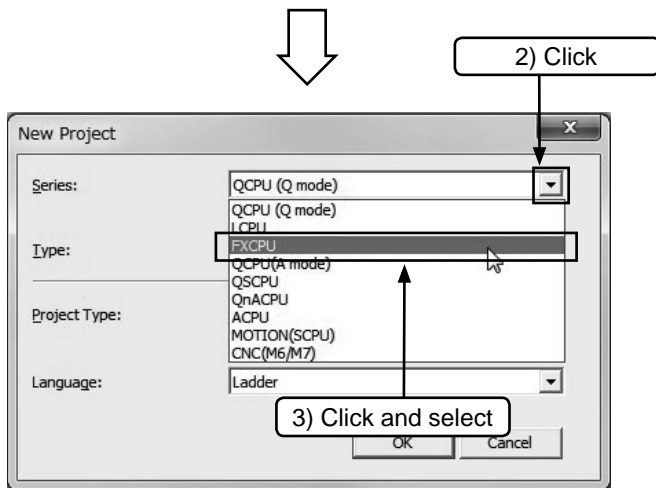 2) Click
New Project
X
Series:
QCPU (Q mode)
QCPU (Q mode)
LCPU
Type:
FXCPU
QCPU(A mode)
QSCPU
QnACPU
Project Type:
ACPU
MOTION(SCPU)
CNC(M6/M7)
Language:
Ladder
3) Click and select
OK
Cancel